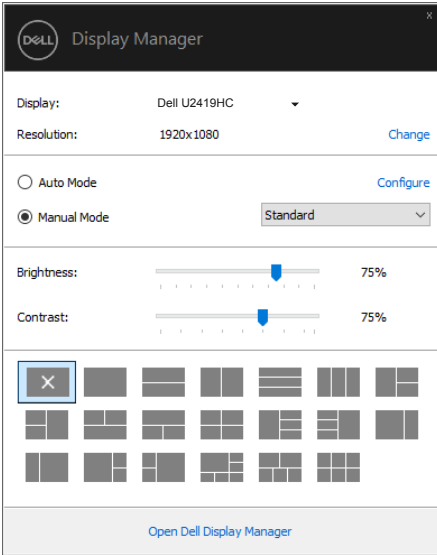 x
DELL Display Manager
Display: Dell U2419HC
Resolution: 1920x1080 Change
Auto Mode Configure
Manual Mode Standard
Brightness: 75%
Contrast: 75%
Open Dell Display Manager